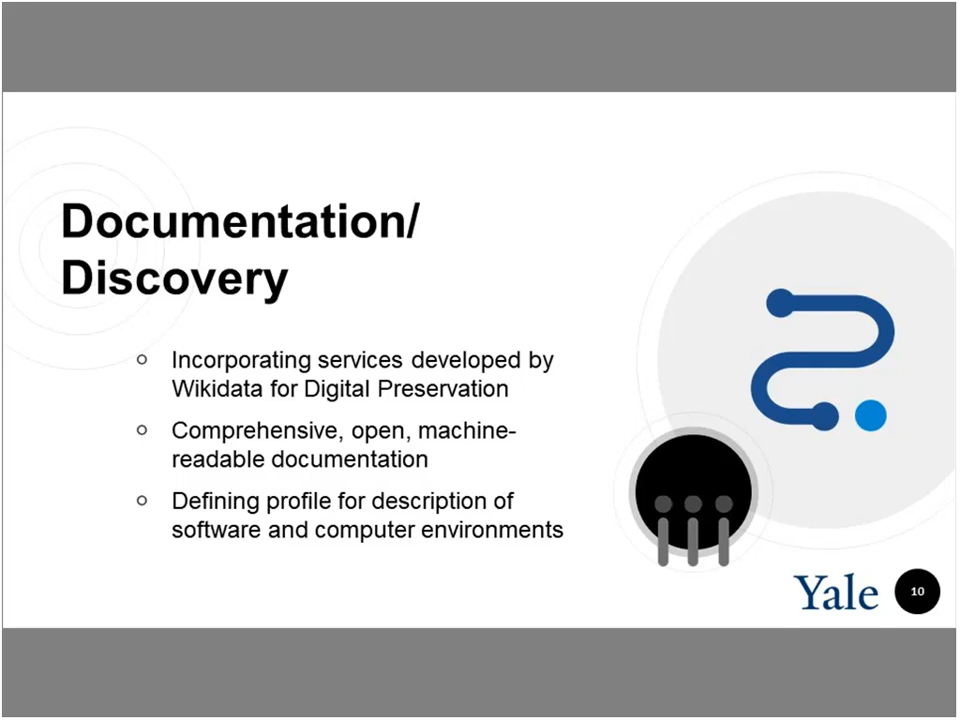 Documentation/
Discovery
Incorporating services developed by
Wikidata for Digital Preservation
Comprehensive, open, machine-
readable documentation
Defining profile for description of
software and computer environments
Yale
10